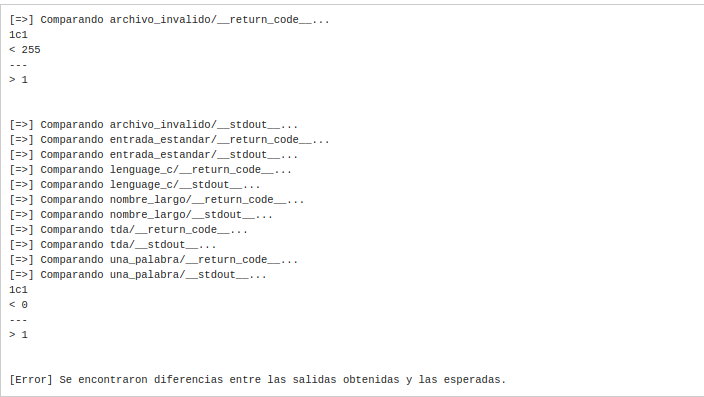 [=>] Comparando archivo_invalido/__return_code__...
1c1
< 255
---
> 1
[=>] Comparando archivo_invalido/__stdout__...
[=>] Comparando entrada_estandar/__return_code__...
[=>] Comparando entrada_estandar/__stdout__...
[=>] Comparando lenguage_c/__return_code__...
[=>] Comparando lenguage_c/__stdout__...
[=>] Comparando nombre_largo/__return_code__...
[=>] Comparando nombre_largo/__stdout__...
[=>] Comparando tda/__return_code__...
[=>] Comparando tda/__stdout__...
[=>] Comparando una_palabra/__return_code__...
[=>] Comparando una_palabra/__stdout__...
1c1
< 0
---
> 1
[Error] Se encontraron diferencias entre las salidas obtenidas y las esperadas.